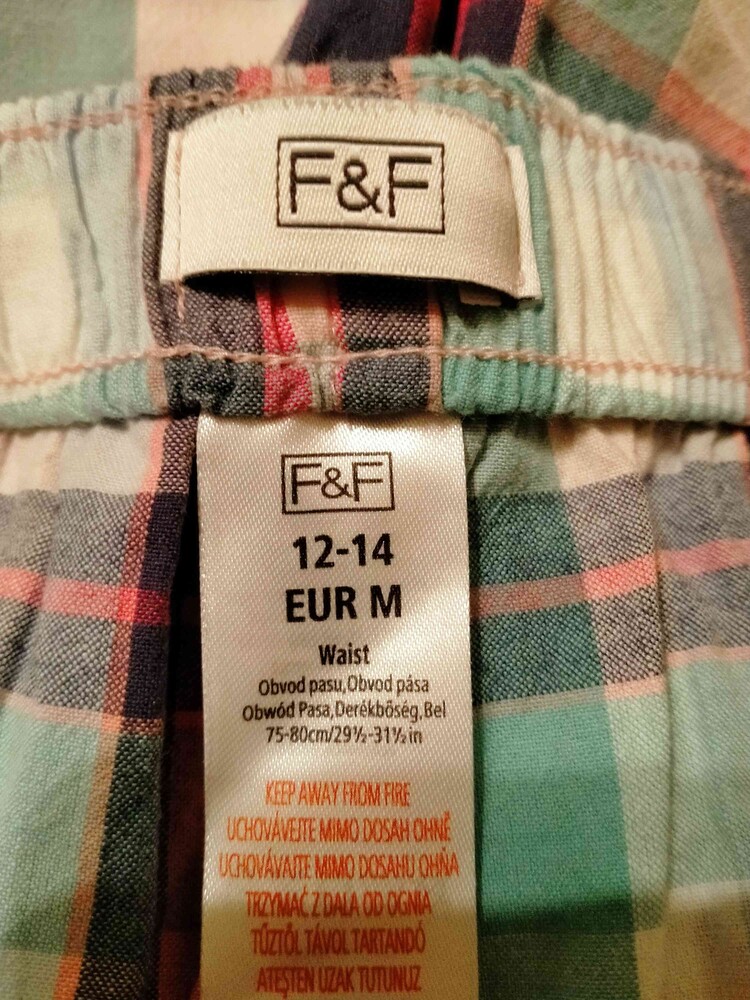 F&F
F&F
12-14
EUR M
Waist
Obvod pasu,Obvod pása
Obwód Pasa,Derékbőség,Bel
75-80cm/29½-31½in
KEEP AWAY FROM FIRE
UCHOVÁVEJTE MIMO DOSAH OHNĚ
UCHOVÁVAJTE MIMO DOSAHU OHŇA
TRZYMAĆ Z DALA OD OGNIA
TŰZTŐL TÁVOL TARTANDÓ
ATEŞTEN UZAK TUTUNUZ